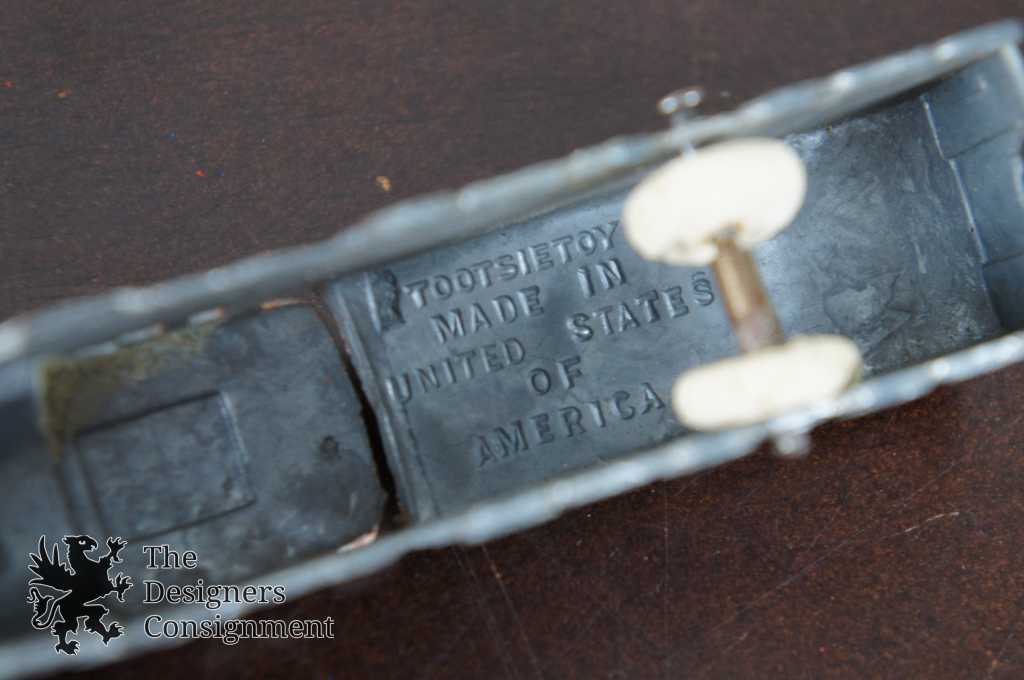 TOOTSIETOY
MADE IN
UNITED STATES
OF
AMERICA
The
Designers
Consignment